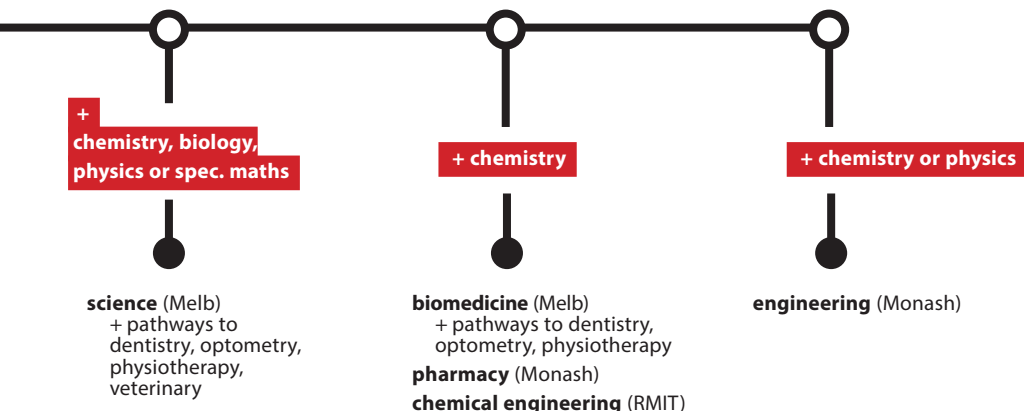 +
chemistry, biology,
physics or spec. maths
+ chemistry
+ chemistry or physics
science (Melb)
+ pathways to
dentistry, optometry,
physiotherapy,
veterinary
biomedicine (Melb)
+ pathways to dentistry,
optometry, physiotherapy
pharmacy (Monash)
chemical engineering (RMIT)
engineering (Monash)